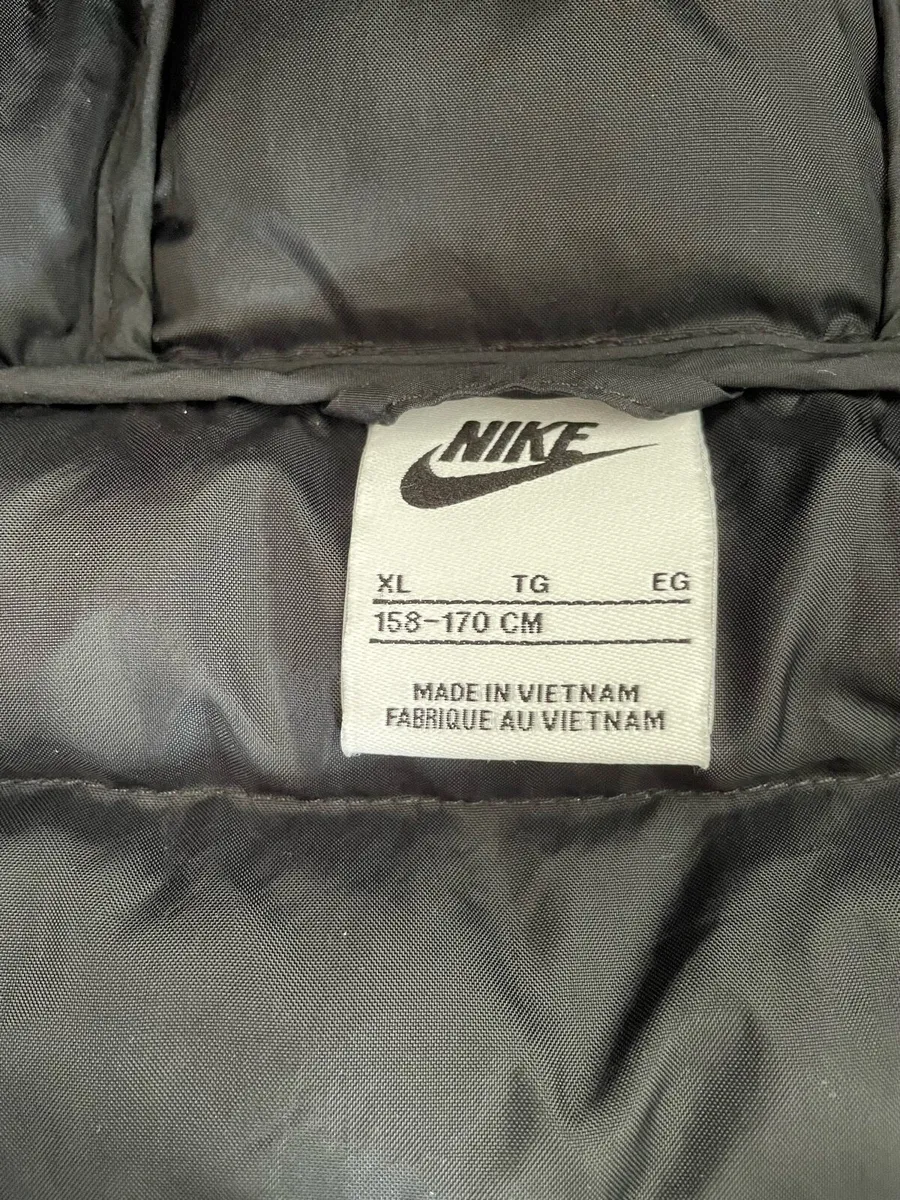 NIKE
XL TG EG
158-170 CM
MADE IN VIETNAM
FABRIQUE AU VIETNAM